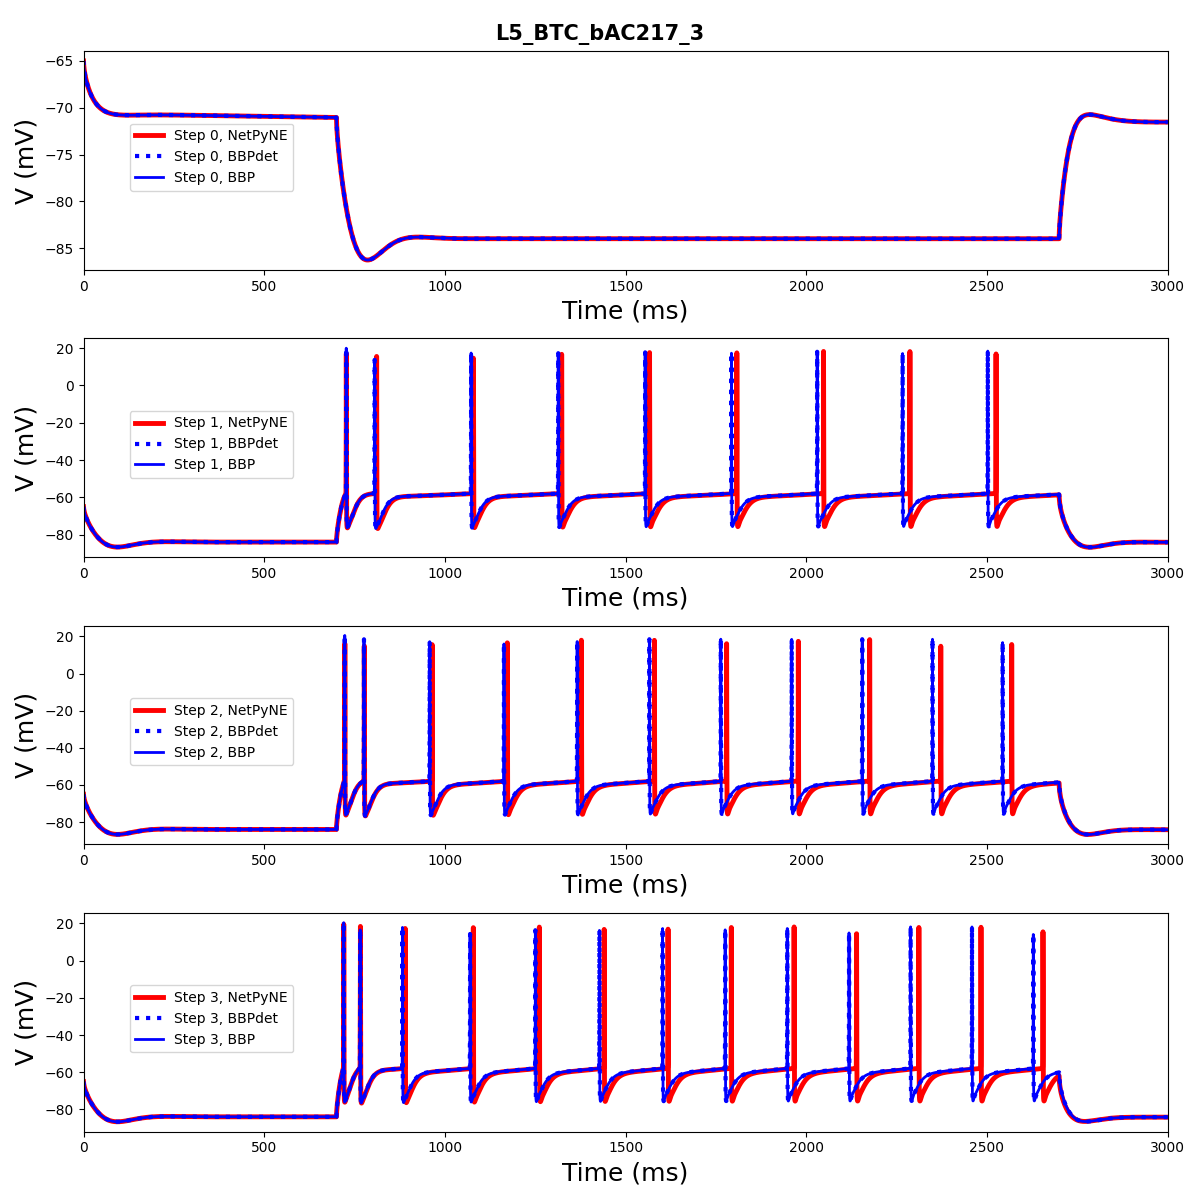 L5_BTC_bAC217_3
−65
−70
−75
−80
−85
V (mV)
Step 0, NetPyNE
Step 0, BBPdet
Step 0, BBP
0 500 1000 1500 2000 2500 3000
Time (ms)
20
0
−20
−40
−60
−80
V (mV)
Step 1, NetPyNE
Step 1, BBPdet
Step 1, BBP
0 500 1000 1500 2000 2500 3000
Time (ms)
20
0
−20
−40
−60
−80
V (mV)
Step 2, NetPyNE
Step 2, BBPdet
Step 2, BBP
0 500 1000 1500 2000 2500 3000
Time (ms)
20
0
−20
−40
−60
−80
V (mV)
Step 3, NetPyNE
Step 3, BBPdet
Step 3, BBP
0 500 1000 1500 2000 2500 3000
Time (ms)